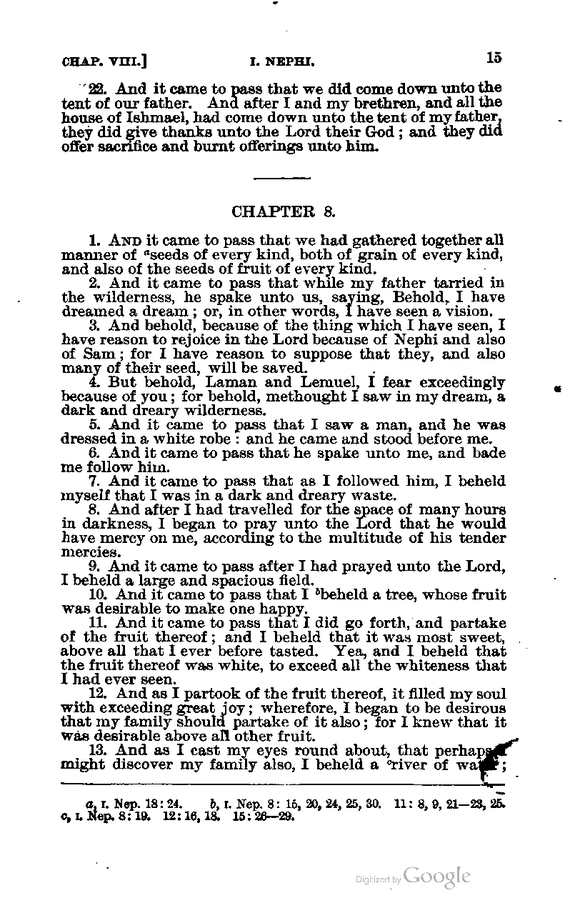 CHAP. VIII.] I. NEPHI. 15
22. And it came to pass that we did come down unto the
tent of our father. And after I and my brethren, and all the
house of Ishmael, had come down unto the tent of my father,
they did give thanks unto the Lord their God; and they did
offer sacrifice and burnt offerings unto him.
CHAPTER 8.
1. AND it came to pass that we had gathered together all
manner of ᵃseeds of every kind, both of grain of every kind,
and also of the seeds of fruit of every kind.
2. And it came to pass that while my father tarried in
the wilderness, he spake unto us, saying, Behold, I have
dreamed a dream; or, in other words, I have seen a vision.
3. And behold, because of the thing which I have seen, I
have reason to rejoice in the Lord because of Nephi and also
of Sam; for I have reason to suppose that they, and also
many of their seed, will be saved.
4. But behold, Laman and Lemuel, I fear exceedingly
because of you; for behold, methought I saw in my dream, a
dark and dreary wilderness.
5. And it came to pass that I saw a man, and he was
dressed in a white robe: and he came and stood before me.
6. And it came to pass that he spake unto me, and bade
me follow him.
7. And it came to pass that as I followed him, I beheld
myself that I was in a dark and dreary waste.
8. And after I had travelled for the space of many hours
in darkness, I began to pray unto the Lord that he would
have mercy on me, according to the multitude of his tender
mercies.
9. And it came to pass after I had prayed unto the Lord,
I beheld a large and spacious field.
10. And it came to pass that I ᵇbeheld a tree, whose fruit
was desirable to make one happy.
11. And it came to pass that I did go forth, and partake
of the fruit thereof; and I beheld that it was most sweet,
above all that I ever before tasted. Yea, and I beheld that
the fruit thereof was white, to exceed all the whiteness that
I had ever seen.
12. And as I partook of the fruit thereof, it filled my soul
with exceeding great joy; wherefore, I began to be desirous
that my family should partake of it also; for I knew that it
was desirable above all other fruit.
13. And as I cast my eyes round about, that perhaps
might discover my family also, I beheld a ᶜriver of water;
a, I. Nep. 18:24. b, I. Nep. 8: 15, 20, 24, 25, 30. 11: 8, 9, 21—23, 25.
c, I. Nep. 8:19. 12:16, 18. 15:26—29.
Digitized by Google